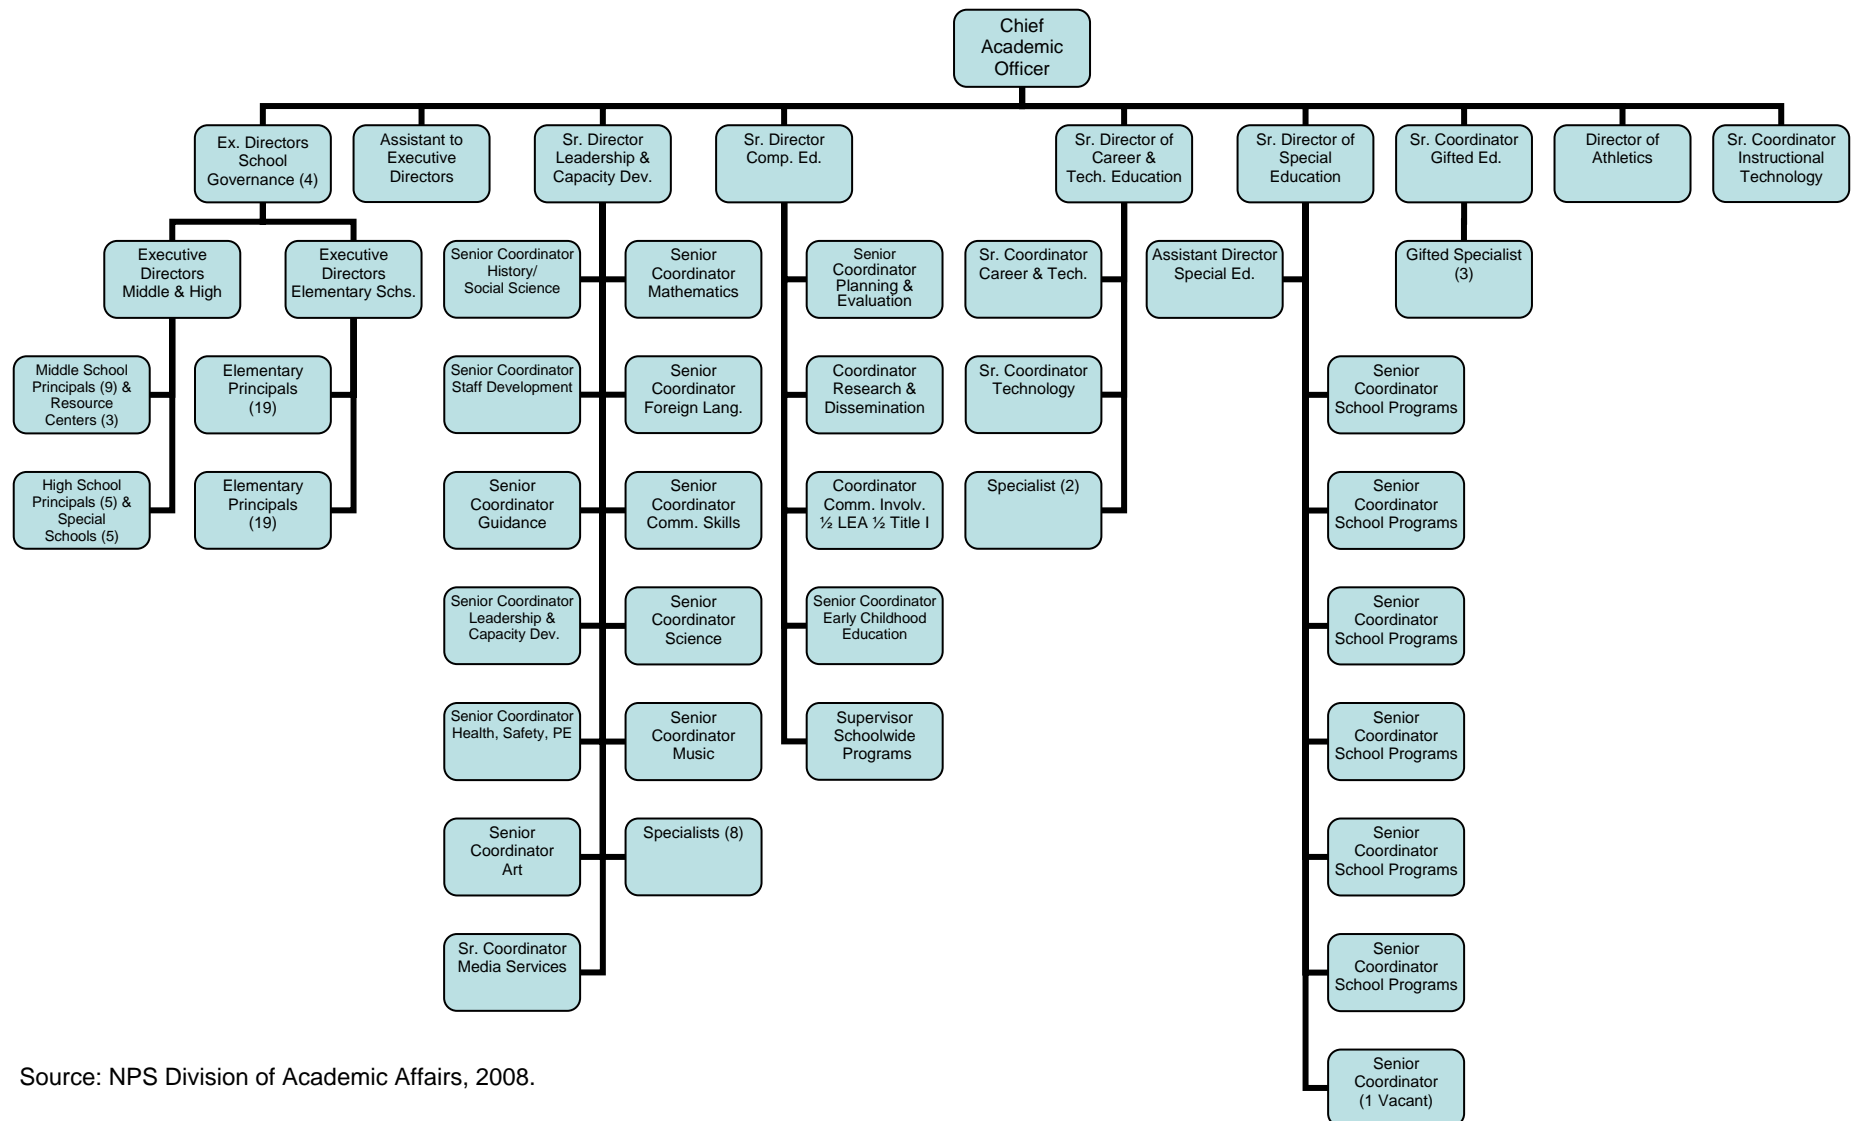 Chief
Academic
Officer
Ex. Directors
School
Governance (4)
Assistant to
Executive
Directors
Sr. Director
Leadership &
Capacity Dev.
Sr. Director
Comp. Ed.
Sr. Director of
Career &
Tech. Education
Sr. Director of
Special
Education
Sr. Coordinator
Gifted Ed.
Director of
Athletics
Sr. Coordinator
Instructional
Technology
Executive
Directors
Middle & High
Executive
Directors
Elementary Schs.
Senior Coordinator
History/
Social Science
Senior
Coordinator
Mathematics
Senior
Coordinator
Planning &
Evaluation
Sr. Coordinator
Career & Tech.
Assistant Director
Special Ed.
Gifted Specialist
(3)
Middle School
Principals (9) &
Resource
Centers (3)
Elementary
Principals
(19)
Senior Coordinator
Staff Development
Senior
Coordinator
Foreign Lang.
Coordinator
Research &
Dissemination
Sr. Coordinator
Technology
Senior
Coordinator
School Programs
High School
Principals (5) &
Special
Schools (5)
Elementary
Principals
(19)
Senior
Coordinator
Guidance
Senior
Coordinator
Comm. Skills
Coordinator
Comm. Involv.
½ LEA ½ Title I
Specialist (2)
Senior
Coordinator
School Programs
Senior Coordinator
Leadership &
Capacity Dev.
Senior
Coordinator
Science
Senior Coordinator
Early Childhood
Education
Senior
Coordinator
School Programs
Senior Coordinator
Health, Safety, PE
Senior
Coordinator
Music
Supervisor
Schoolwide
Programs
Senior
Coordinator
School Programs
Senior
Coordinator
Art
Specialists (8)
Senior
Coordinator
School Programs
Sr. Coordinator
Media Services
Senior
Coordinator
School Programs
Senior
Coordinator
(1 Vacant)
Source: NPS Division of Academic Affairs, 2008.